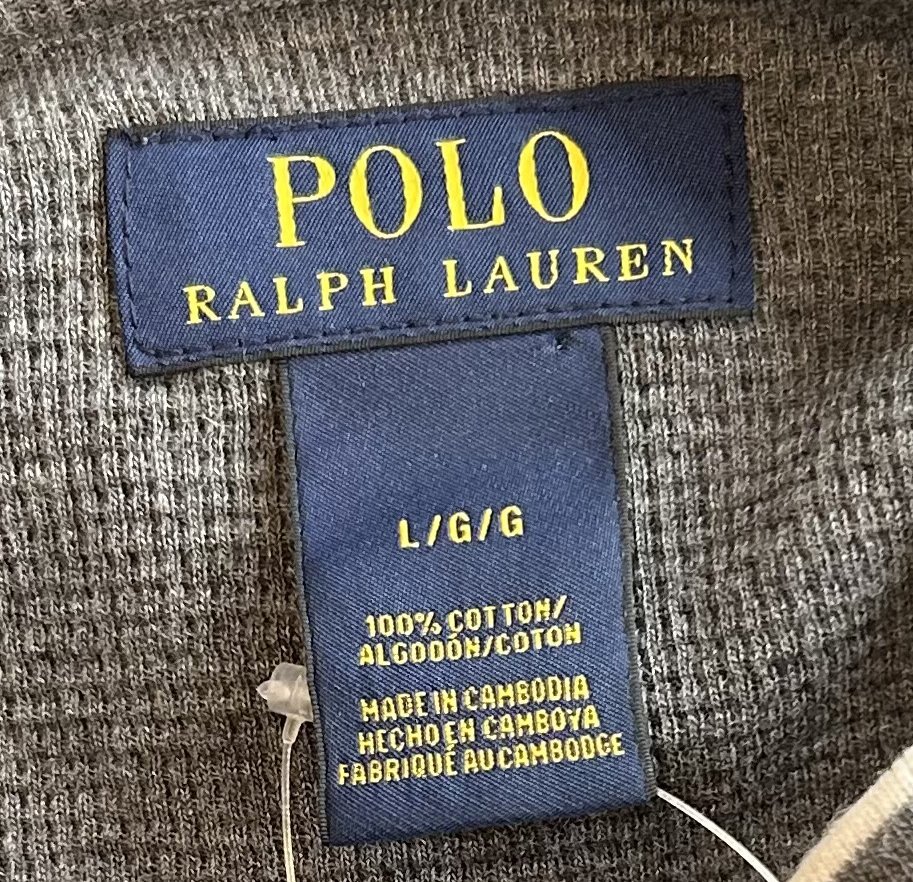 POLO
RALPH LAUREN
L/G/G
100% COTTON/
ALGODÓN/COTON
MADE IN CAMBODIA
HECHO EN CAMBOYA
FABRIQUÉ AU CAMBODGE